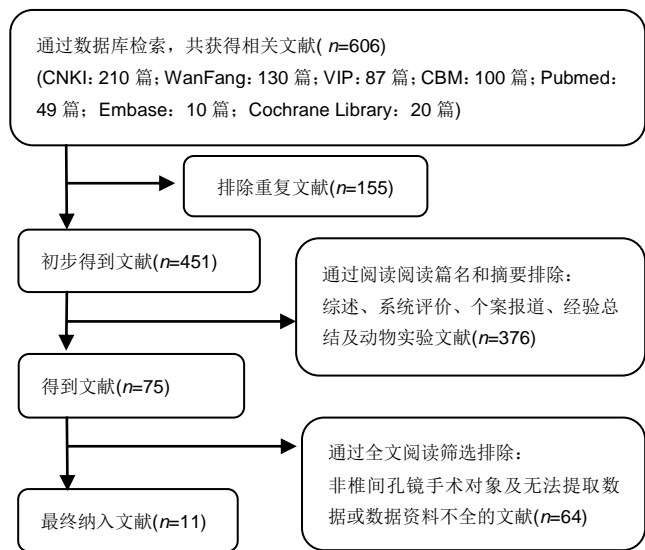 通过数据库检索，共获得相关文献( n=606)
(CNKI：210 篇；WanFang：130 篇；VIP：87 篇；CBM：100 篇；Pubmed：
49 篇；Embase：10 篇；Cochrane Library：20 篇)
排除重复文献(n=155)
初步得到文献(n=451)
通过阅读阅读篇名和摘要排除：
综述、系统评价、个案报道、经验总
结及动物实验文献(n=376)
得到文献(n=75)
通过全文阅读筛选排除：
非椎间孔镜手术对象及无法提取数
据或数据资料不全的文献(n=64)
最终纳入文献(n=11)